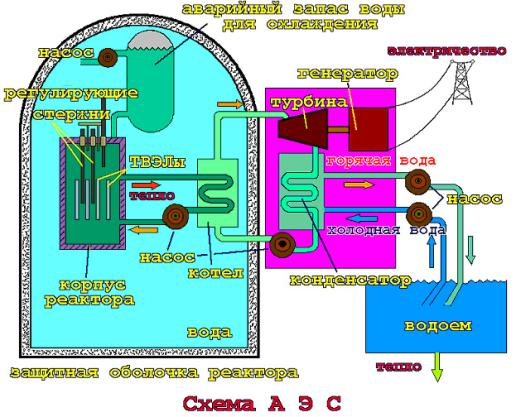 аварийный запас воды
для охлаждения
насос
электричество
генератор
регулирующие
стержни
турбина
ТВЭЛы
горячая вода
тепло
насос
насос
котел
холодная вода
корпус
реактора
конденсатор
вода
водоем
защитная оболочка реактора
тепло
Схема А Э С